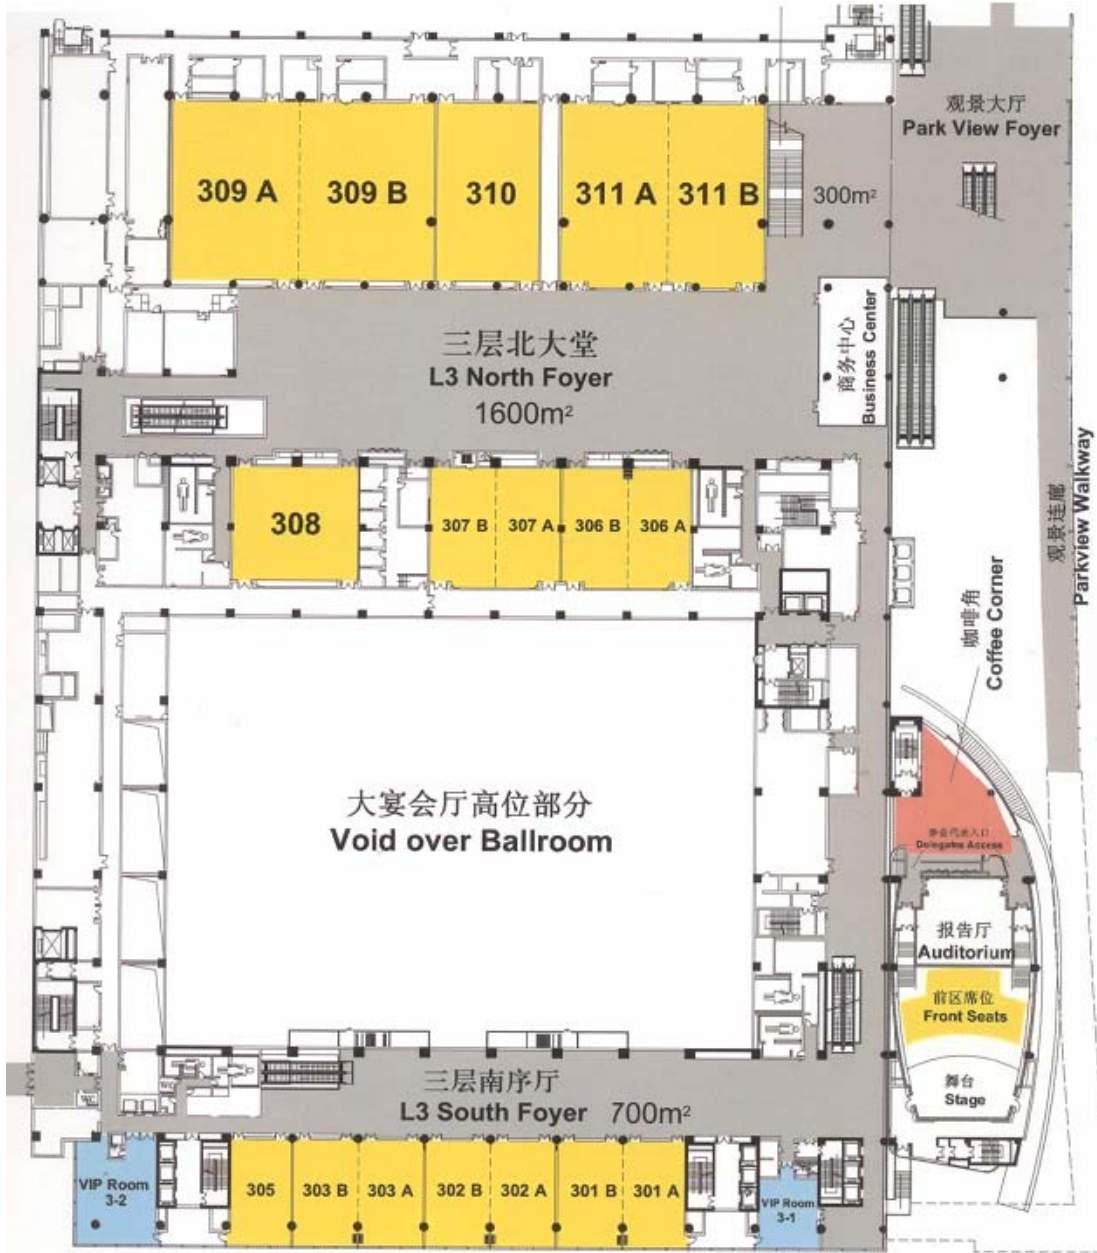 观景大厅
Park View Foyer
309 A
309 B
310
311 A
311 B
300m²
三层北大堂
L3 North Foyer
1600m²
商务中心
Business Center
308
307 B
307 A
306 B
306 A
观景连廊
Parkview Walkway
咖啡角
Coffee Corner
大宴会厅高位部分
Void over Ballroom
参会代表入口
Delegates Access
报告厅
Auditorium
前区席位
Front Seats
舞台
Stage
三层南序厅
L3 South Foyer 700m²
WC
WC
VIP Room
3-2
305
303 B
303 A
302 B
302 A
301 B
301 A
VIP Room
3-1